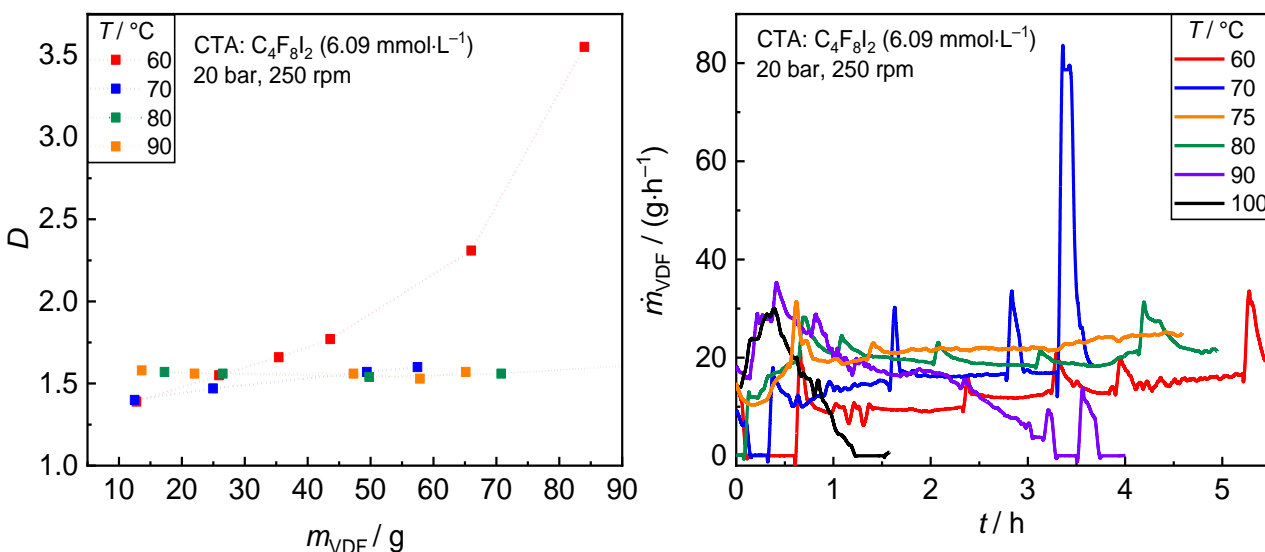 T / °C
60
70
80
90
CTA: C₄F₈I₂ (6.09 mmol·L⁻¹)
20 bar, 250 rpm
3.5
3.0
2.5
2.0
1.5
1.0
D
10 20 30 40 50 60 70 80 90
m_VDF / g
CTA: C₄F₈I₂ (6.09 mmol·L⁻¹)
20 bar, 250 rpm
T / °C
60
70
75
80
90
100
80
60
40
20
0
ṁ_VDF / (g·h⁻¹)
0 1 2 3 4 5
t / h